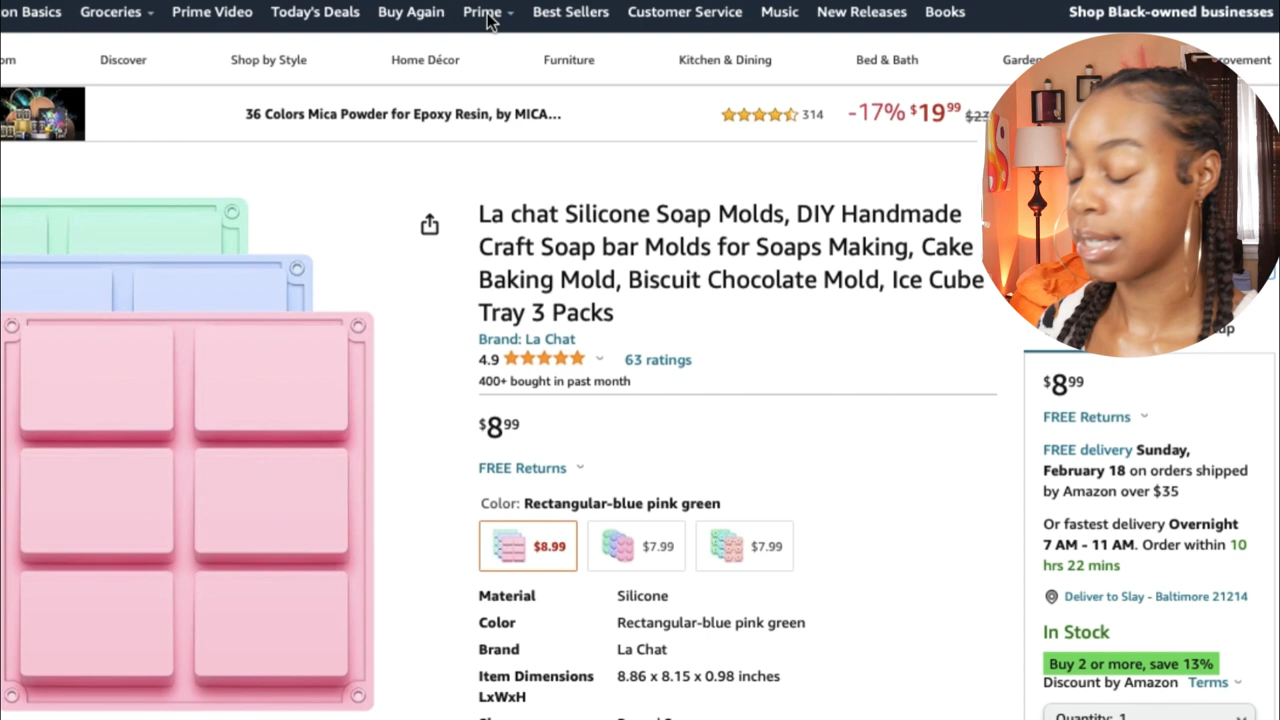 on Basics Groceries Prime Video Today's Deals Buy Again Prime Best Sellers Customer Service Music New Releases Books Shop Black-owned businesses
om Discover Shop by Style Home Décor Furniture Kitchen & Dining Bed & Bath Garden rovement
36 Colors Mica Powder for Epoxy Resin, by MICA... 314 -17% $19.99 $23
La chat Silicone Soap Molds, DIY Handmade
Craft Soap bar Molds for Soaps Making, Cake
Baking Mold, Biscuit Chocolate Mold, Ice Cube
Tray 3 Packs
Brand: La Chat
4.9 63 ratings
400+ bought in past month
$8 99
FREE Returns
Color: Rectangular-blue pink green
$8.99 $7.99 $7.99
Material Silicone
Color Rectangular-blue pink green
Brand La Chat
Item Dimensions 8.86 x 8.15 x 0.98 inches
LxWxH
up
$8 99
FREE Returns
FREE delivery Sunday,
February 18 on orders shipped
by Amazon over $35
Or fastest delivery Overnight
7 AM - 11 AM. Order within 10
hrs 22 mins
Deliver to Slay - Baltimore 21214
In Stock
Buy 2 or more, save 13%
Discount by Amazon Terms
Quantity: 1